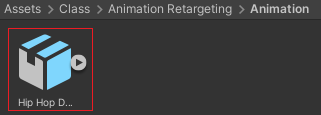 Assets > Class > Animation Retargeting > Animation
Hip Hop D...